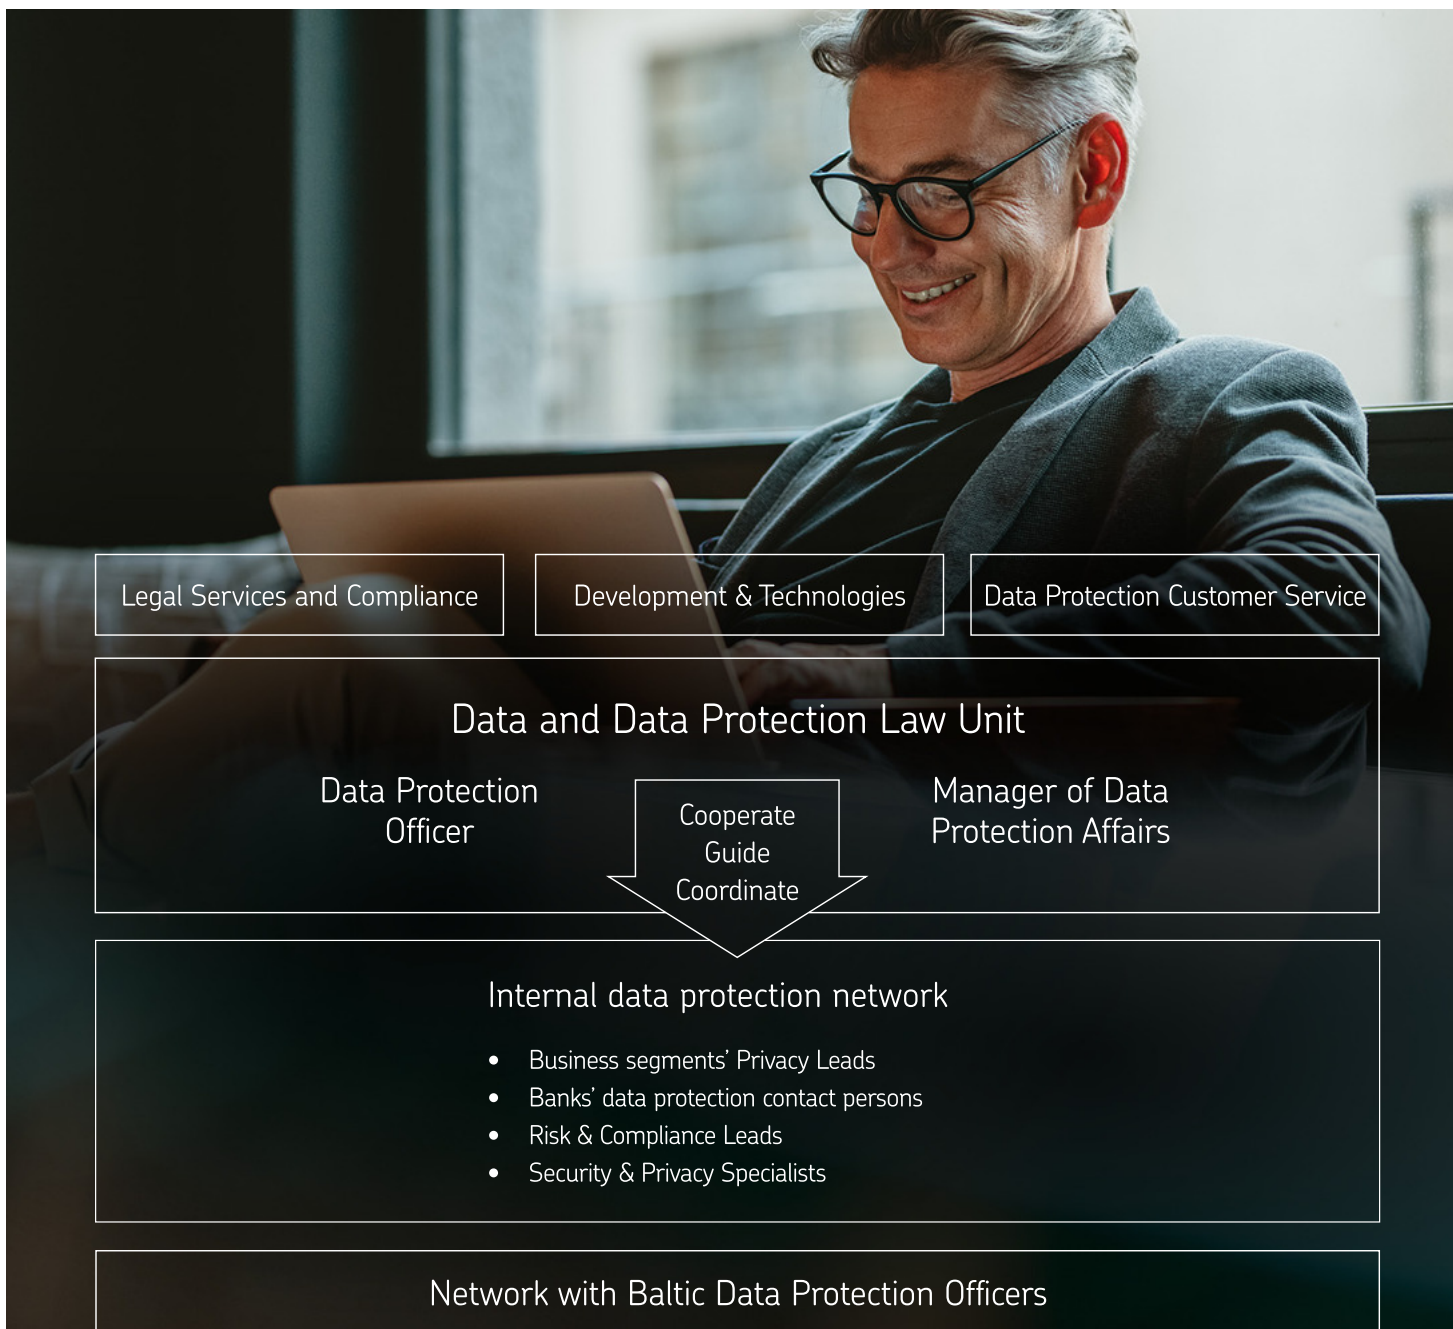 Legal Services and Compliance
Development & Technologies
Data Protection Customer Service
Data and Data Protection Law Unit
Data Protection
Officer
Cooperate
Guide
Coordinate
Manager of Data
Protection Affairs
Internal data protection network
• Business segments’ Privacy Leads
• Banks’ data protection contact persons
• Risk & Compliance Leads
• Security & Privacy Specialists
Network with Baltic Data Protection Officers